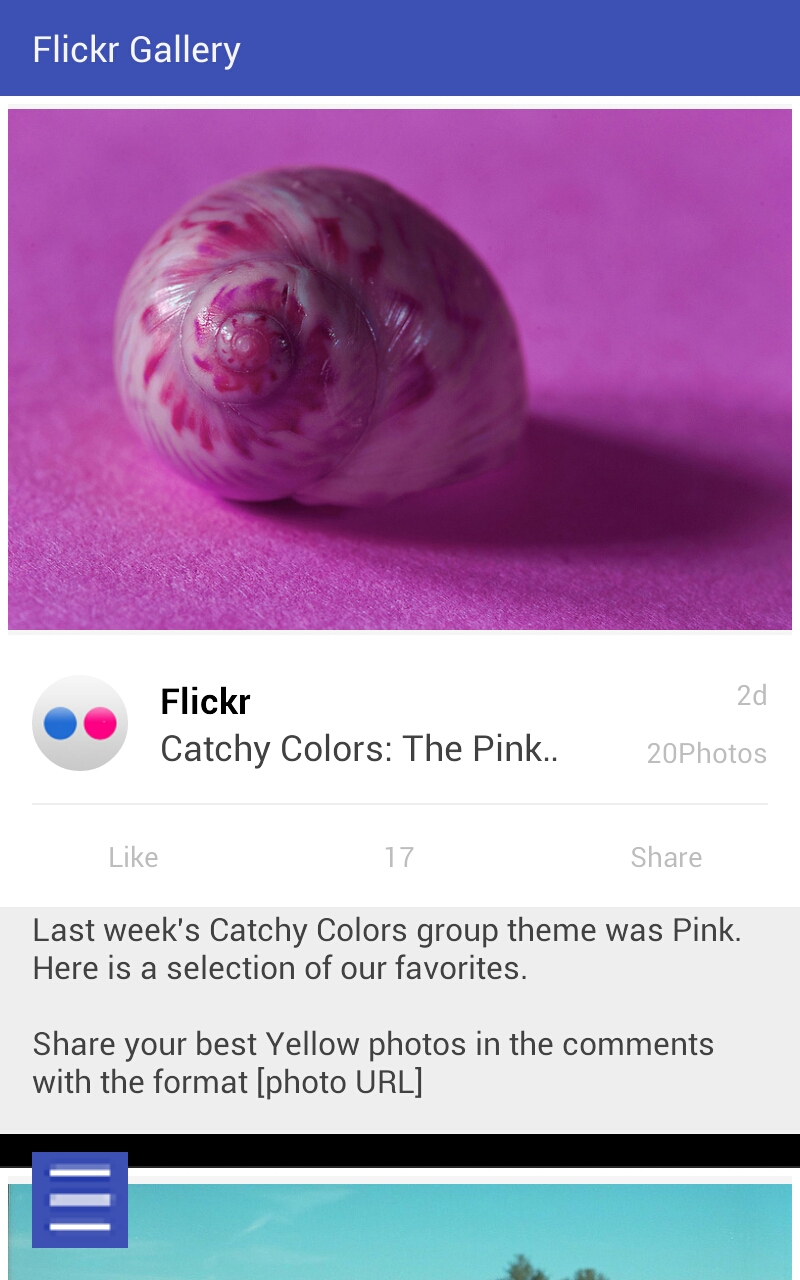 Flickr Gallery
Flickr
2d
Catchy Colors: The Pink..
20Photos
Like
17
Share
Last week's Catchy Colors group theme was Pink.
Here is a selection of our favorites.
Share your best Yellow photos in the comments
with the format [photo URL]